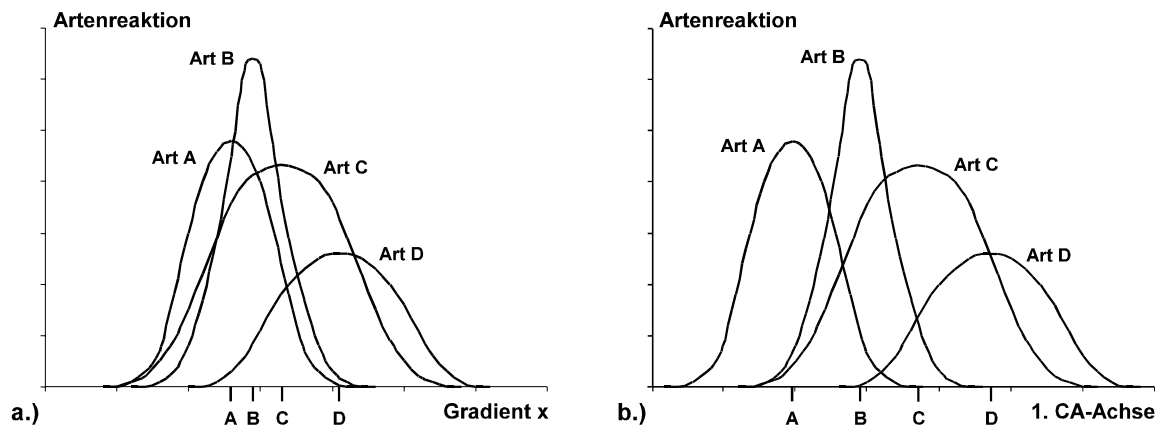 Artenreaktion
Art B
Art A
Art C
Art D
A B C D
Gradient x
a.)
Artenreaktion
Art B
Art A
Art C
Art D
A B C D
1. CA-Achse
b.)